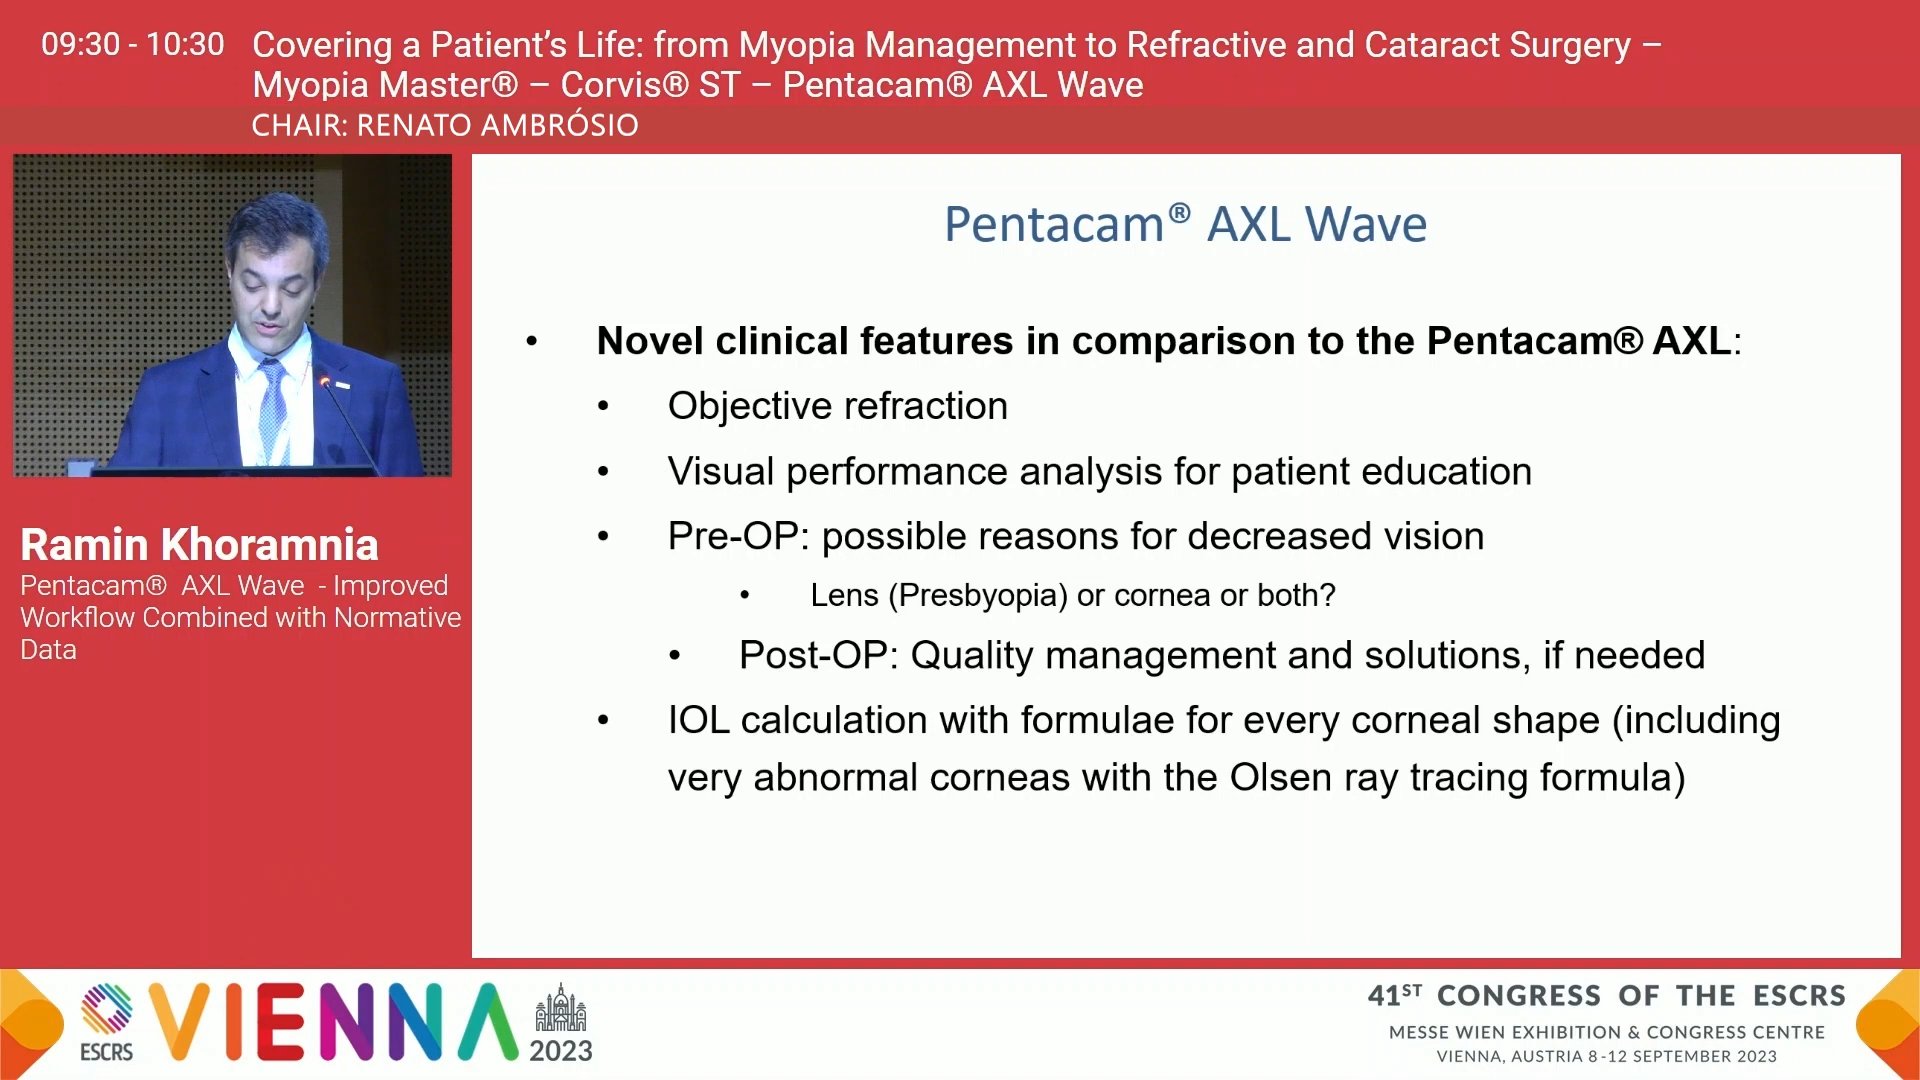 09:30 - 10:30
Covering a Patient’s Life: from Myopia Management to Refractive and Cataract Surgery –
Myopia Master® – Corvis® ST – Pentacam® AXL Wave
CHAIR: RENATO AMBRÓSIO
Ramin Khoramnia
Pentacam® AXL Wave - Improved
Workflow Combined with Normative
Data
Pentacam® AXL Wave
• Novel clinical features in comparison to the Pentacam® AXL:
• Objective refraction
• Visual performance analysis for patient education
• Pre-OP: possible reasons for decreased vision
• Lens (Presbyopia) or cornea or both?
• Post-OP: Quality management and solutions, if needed
• IOL calculation with formulae for every corneal shape (including
very abnormal corneas with the Olsen ray tracing formula)
ESCRS
VIENNA
2023
41ST CONGRESS OF THE ESCRS
MESSE WIEN EXHIBITION & CONGRESS CENTRE
VIENNA, AUSTRIA 8-12 SEPTEMBER 2023